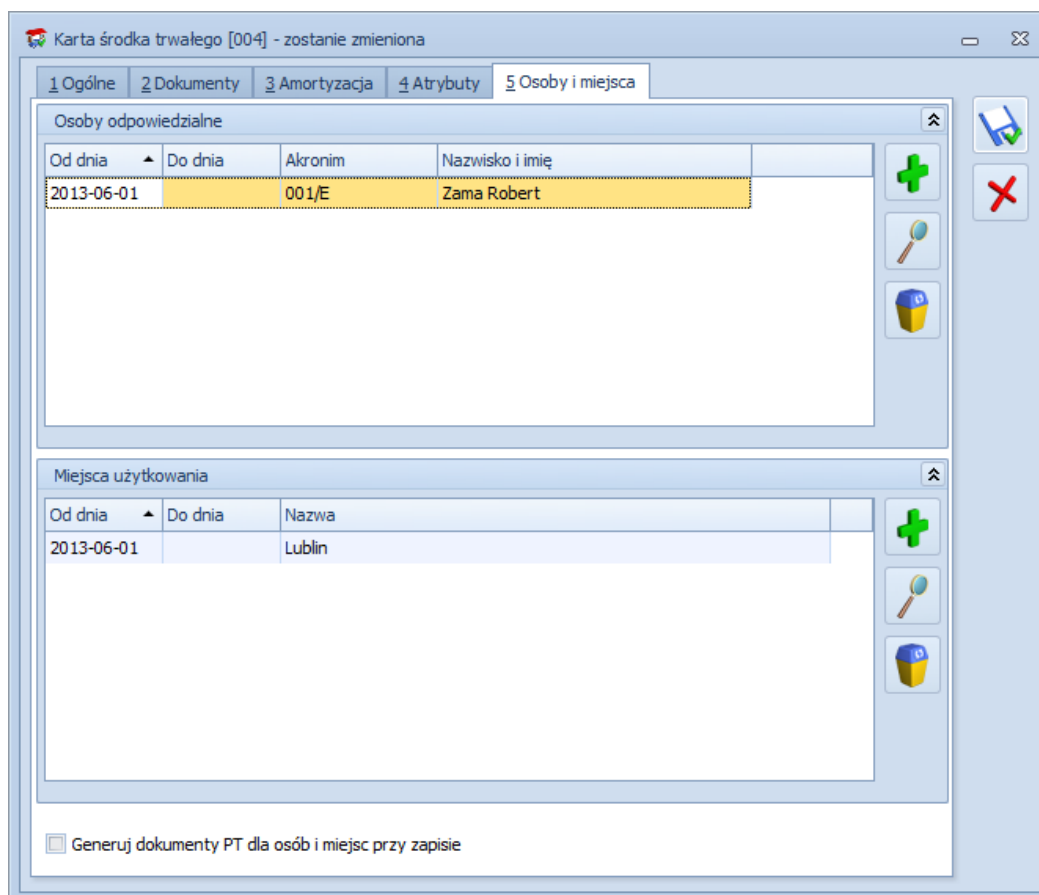 Karta środka trwałego [004] - zostanie zmieniona
1 Ogólne 2 Dokumenty 3 Amortyzacja 4 Atrybuty 5 Osoby i miejsca
Osoby odpowiedzialne
Od dnia Do dnia Akronim Nazwisko i imię
2013-06-01 001/E Zama Robert
Miejsca użytkowania
Od dnia Do dnia Nazwa
2013-06-01 Lublin
Generuj dokumenty PT dla osób i miejsc przy zapisie